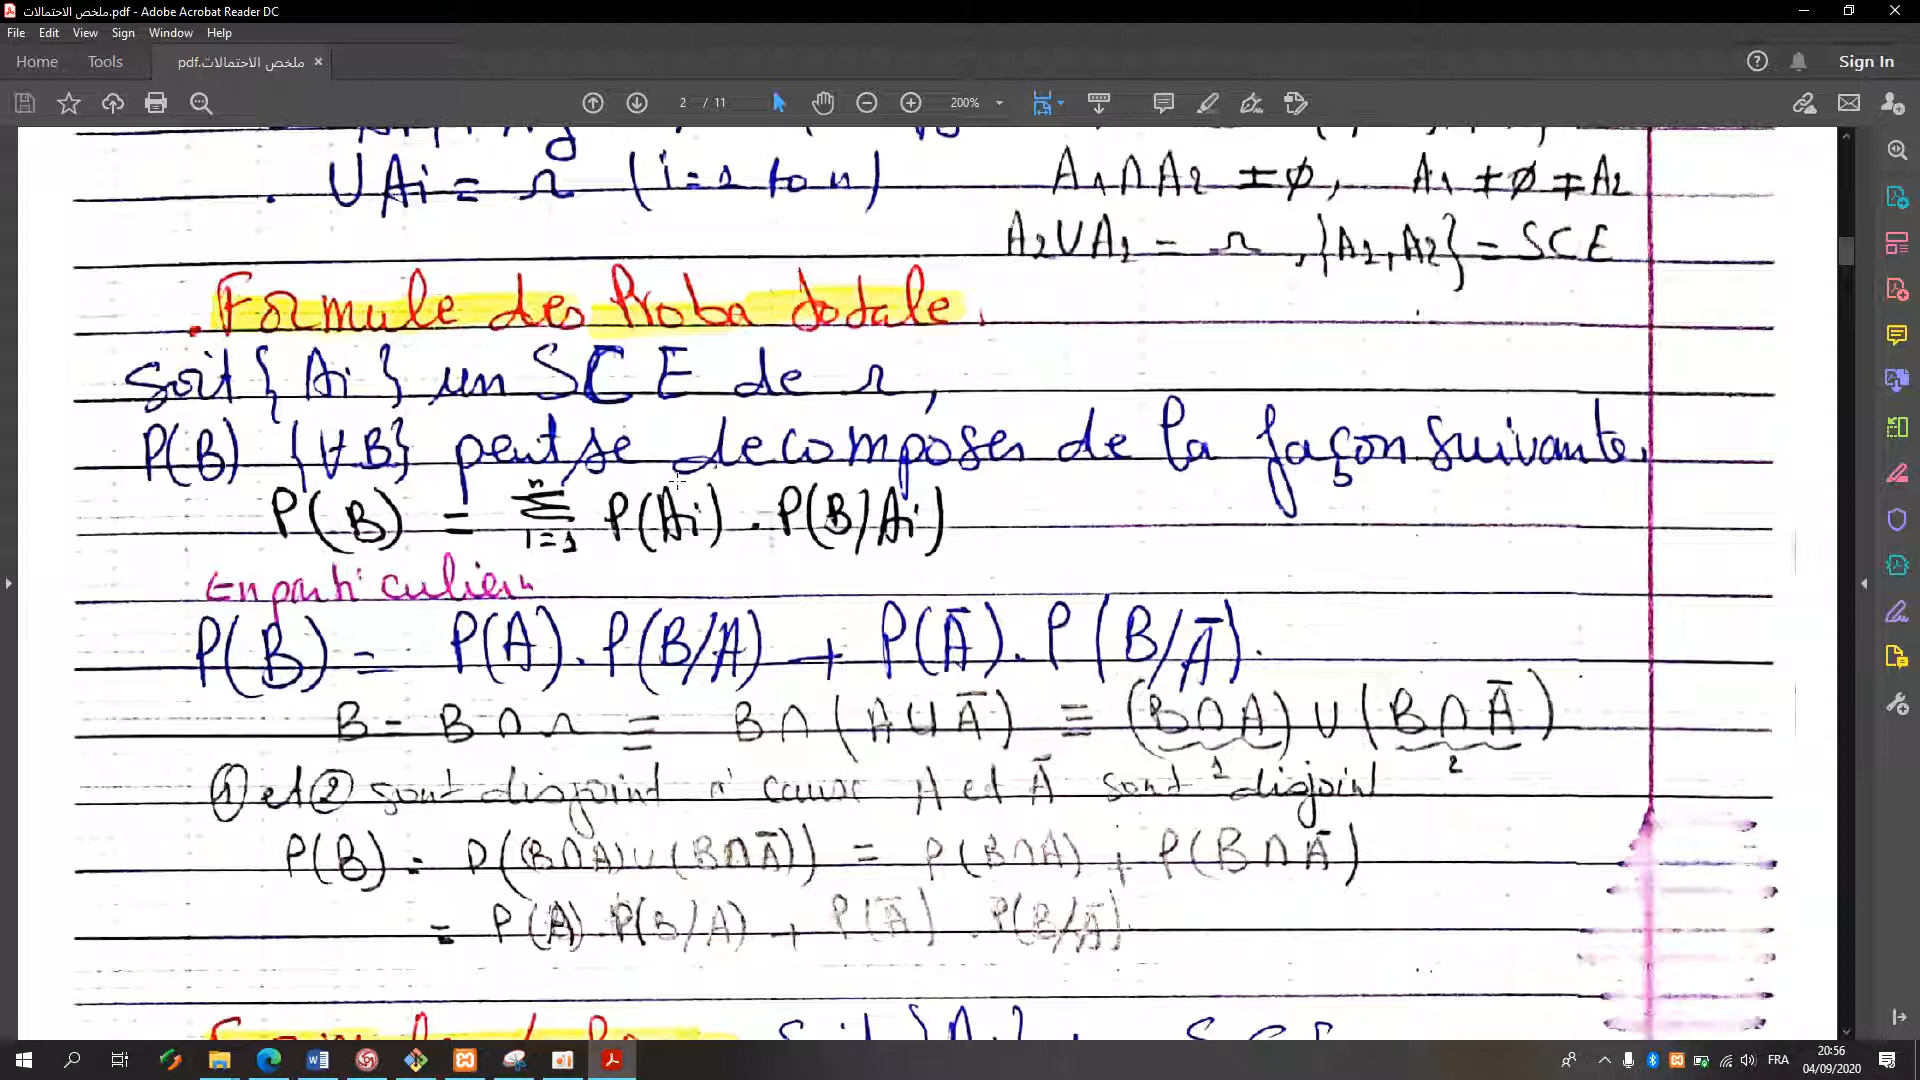 ملخص الاحتمالات.pdf - Adobe Acrobat Reader DC
File Edit View Sign Window Help
Home Tools ملخص الاحتمالات.pdf × Sign In
2 / 11 200%
. ∪Ai = Ω (i=1 to n)
A1∩A2 = ∅, A1 ≠ ∅ ≠ A2
A2∪A1 = Ω, {A1,A2} = SCE
. Formule des Proba totale.
soit { Ai } un SCE de Ω,
P(B) {∀B} peut se decomposer de la façon suivante.
P(B) = Σ i=1 n P(Ai) . P(B/Ai)
En particulier
P(B) = P(A). P(B/A) + P(Ā). P(B/Ā).
B = B ∩ Ω = B∩(A∪Ā) = (B∩A) ∪ (B∩Ā)
1 2
① et ② sont disjoint à cause A et Ā sont disjoint
P(B) = P((B∩A)∪(B∩Ā)) = P(B∩A) + P(B∩Ā)
= P(A) . P(B/A) + P(Ā) . P(B/Ā)
FRA 20:56
04/09/2020